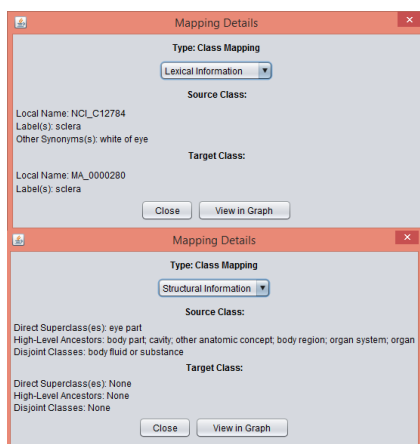 Mapping Details
Type: Class Mapping
Lexical Information
Source Class:
Local Name: NCI_C12784
Label(s): sclera
Other Synonyms(s): white of eye
Target Class:
Local Name: MA_0000280
Label(s): sclera
Close View in Graph
Mapping Details
Type: Class Mapping
Structural Information
Source Class:
Direct Superclass(es): eye part
High-Level Ancestors: body part; cavity; other anatomic concept; body region; organ system; organ
Disjoint Classes: body fluid or substance
Target Class:
Direct Superclass(es): None
High-Level Ancestors: None
Disjoint Classes: None
Close View in Graph